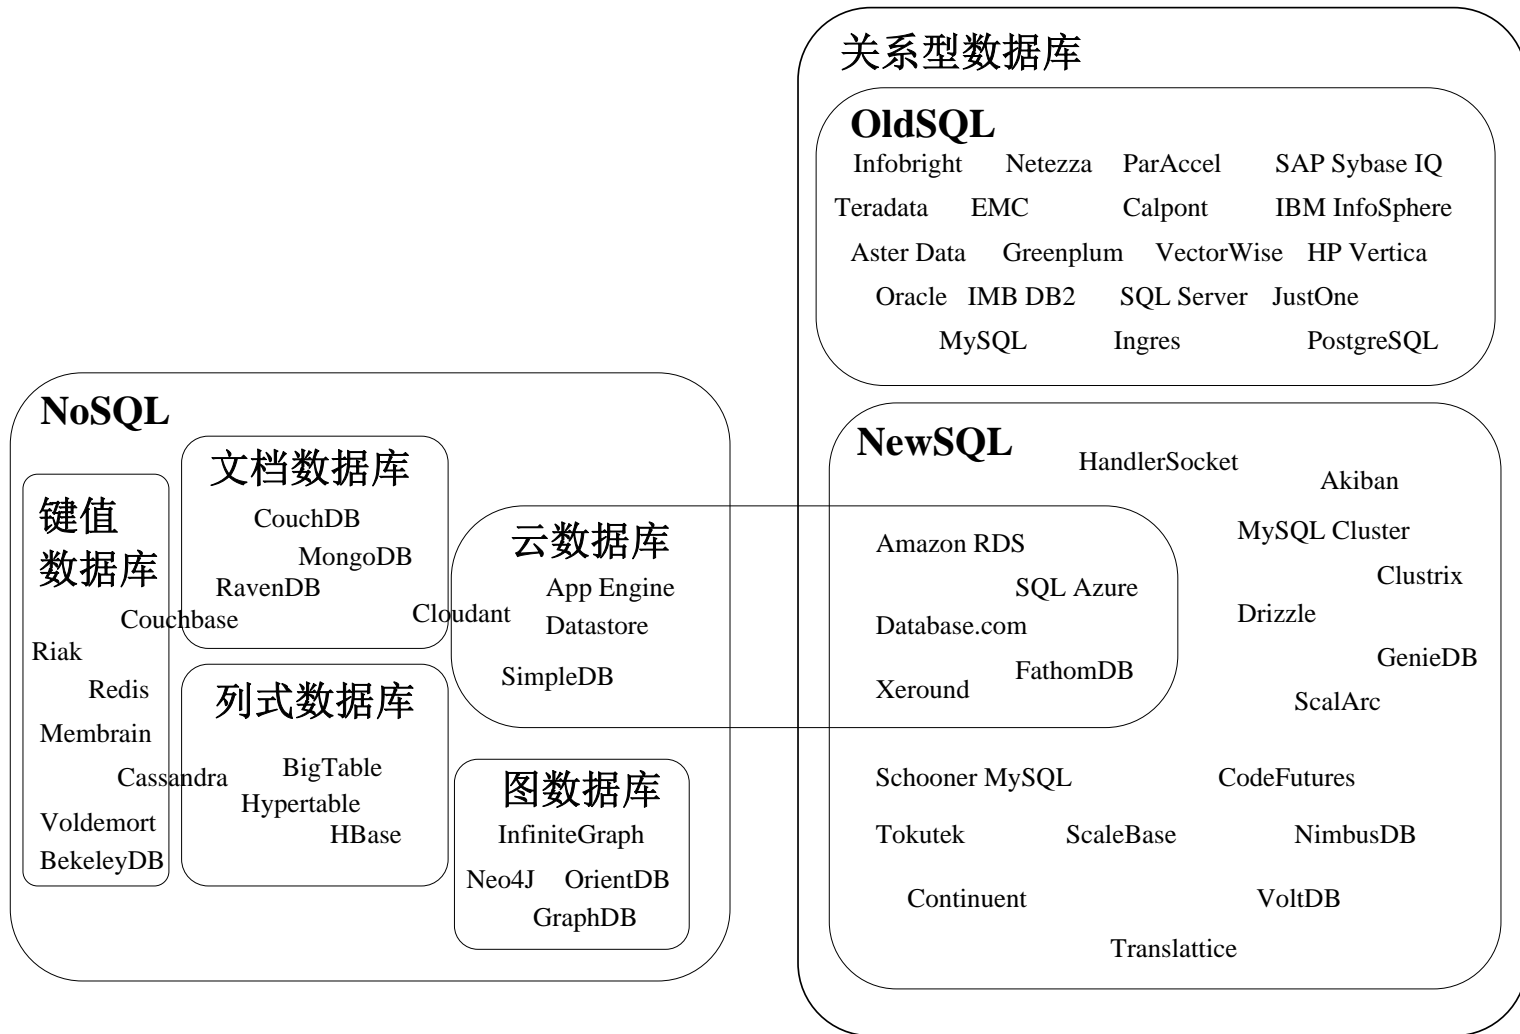 关系型数据库
OldSQL
Infobright Netezza ParAccel SAP Sybase IQ
Teradata EMC Calpont IBM InfoSphere
Aster Data Greenplum VectorWise HP Vertica
Oracle IMB DB2 SQL Server JustOne
MySQL Ingres PostgreSQL
NoSQL
键值
数据库
Couchbase
Riak
Redis
Membrain
Cassandra
Voldemort
BekeleyDB
文档数据库
CouchDB
MongoDB
RavenDB
Cloudant
列式数据库
BigTable
Hypertable
HBase
云数据库
App Engine
Datastore
SimpleDB
图数据库
InfiniteGraph
Neo4J OrientDB
GraphDB
NewSQL
HandlerSocket
Akiban
Amazon RDS
MySQL Cluster
SQL Azure
Clustrix
Database.com
Drizzle
FathomDB
GenieDB
Xeround
ScalArc
Schooner MySQL CodeFutures
Tokutek ScaleBase NimbusDB
Continuent VoltDB
Translattice